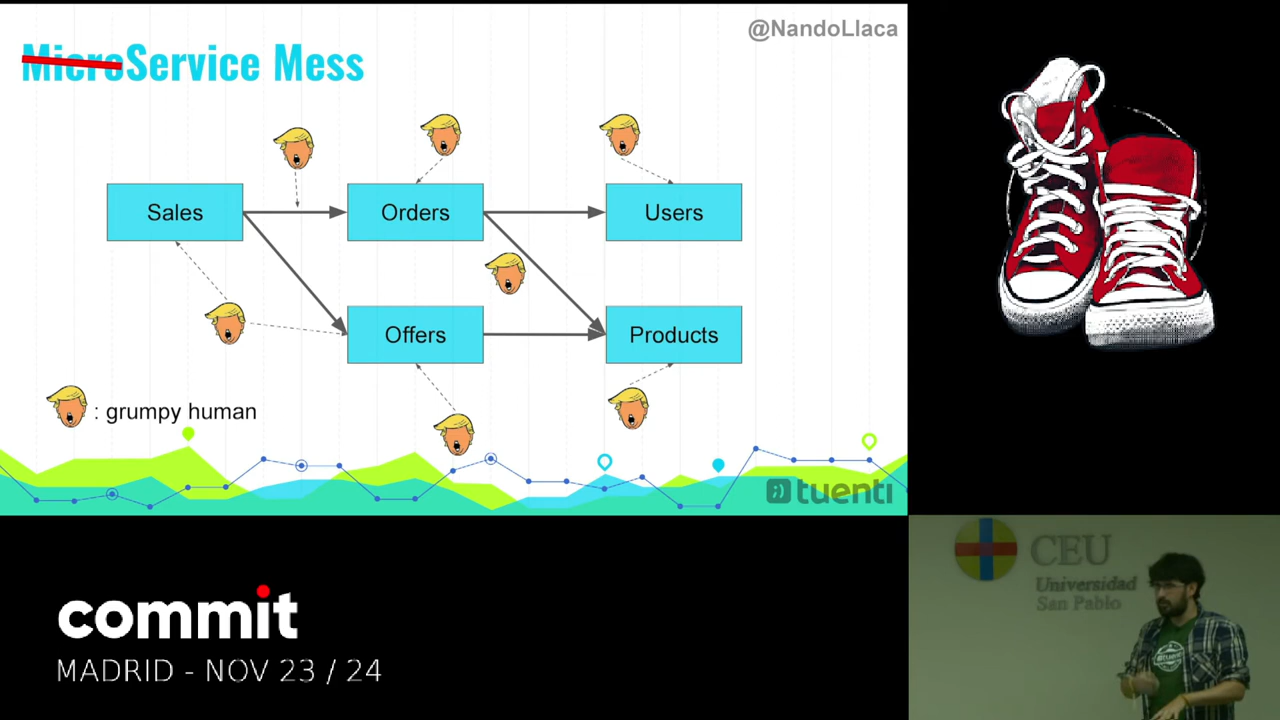 @NandoLlaca
MicroService Mess
Sales
Orders
Users
Offers
Products
: grumpy human
tuenti
commit
MADRID - NOV 23 / 24
CEU
Universidad
San Pablo